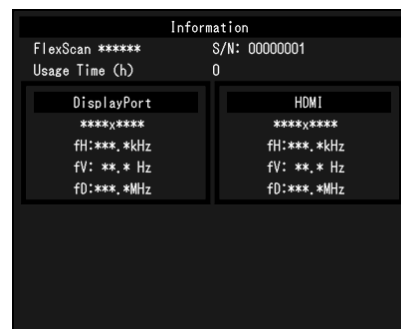 Information
FlexScan ****** S/N: 00000001
Usage Time (h) 0
DisplayPort HDMI
****x**** ****x****
fH:***.*kHz fH:***.*kHz
fV: **.* Hz fV: **.* Hz
fD:***.*MHz fD:***.*MHz